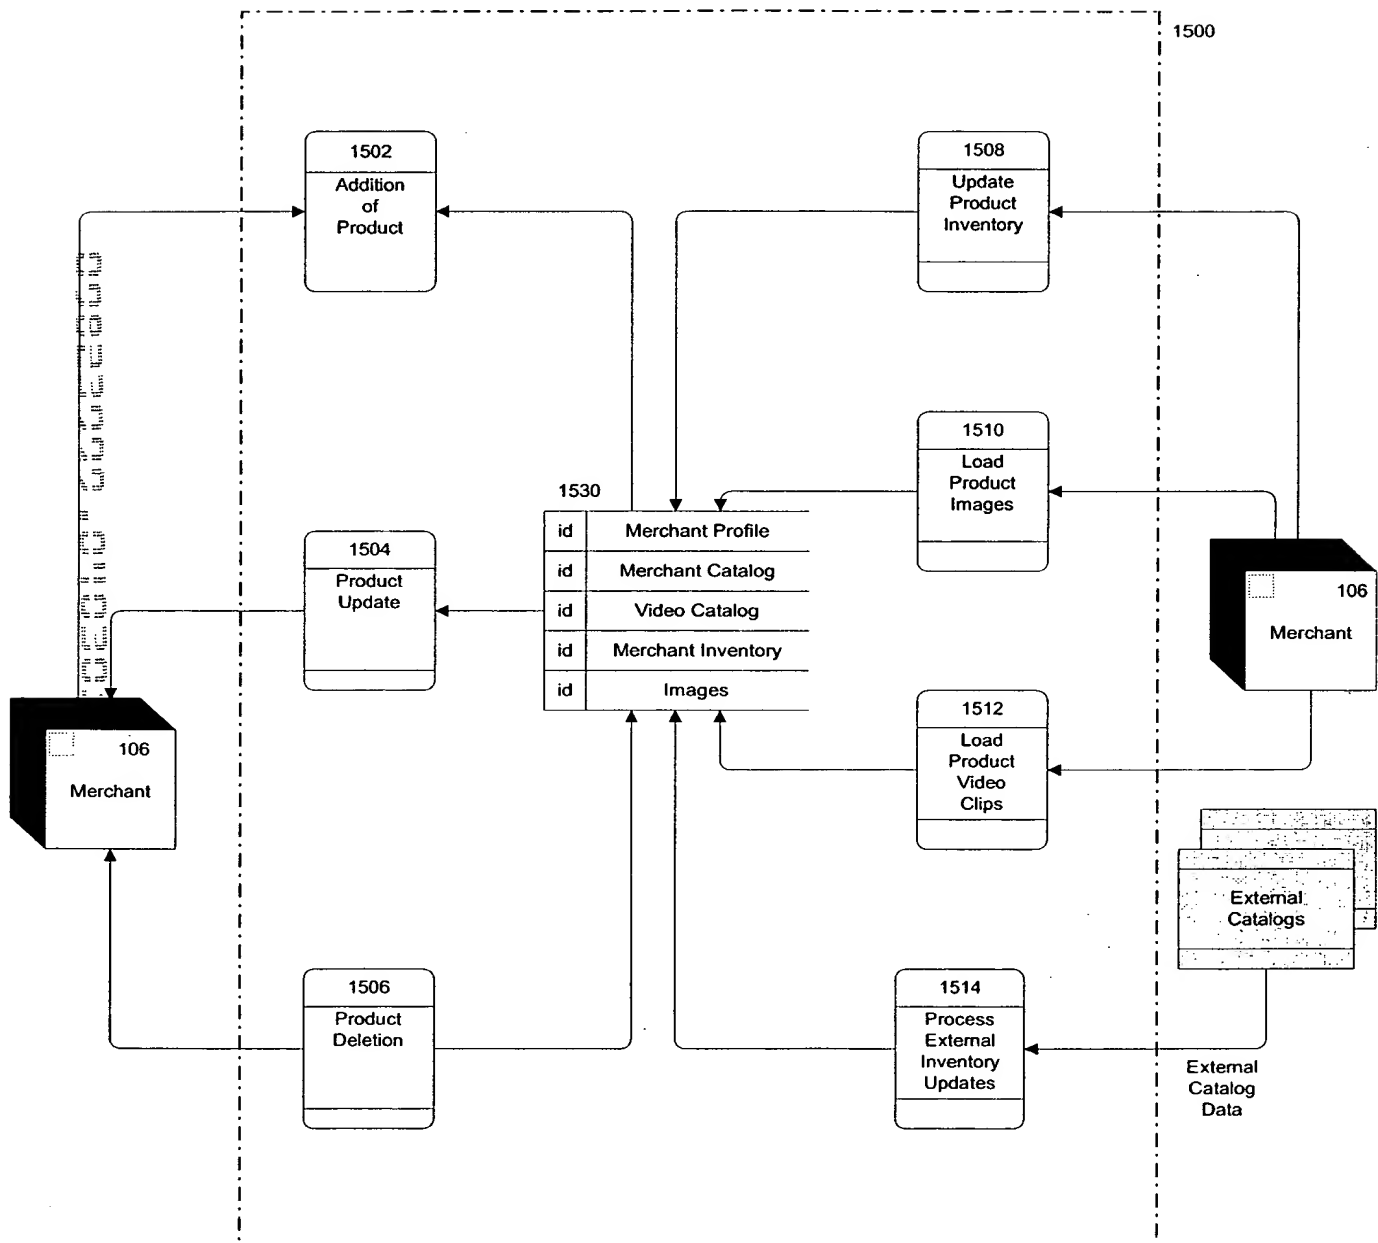 1500
1502
Addition
of
Product
1508
Update
Product
Inventory
1510
Load
Product
Images
1530
id Merchant Profile
id Merchant Catalog
id Video Catalog
id Merchant Inventory
id Images
1504
Product
Update
106
Merchant
1512
Load
Product
Video
Clips
106
Merchant
External
Catalogs
1506
Product
Deletion
1514
Process
External
Inventory
Updates
External
Catalog
Data